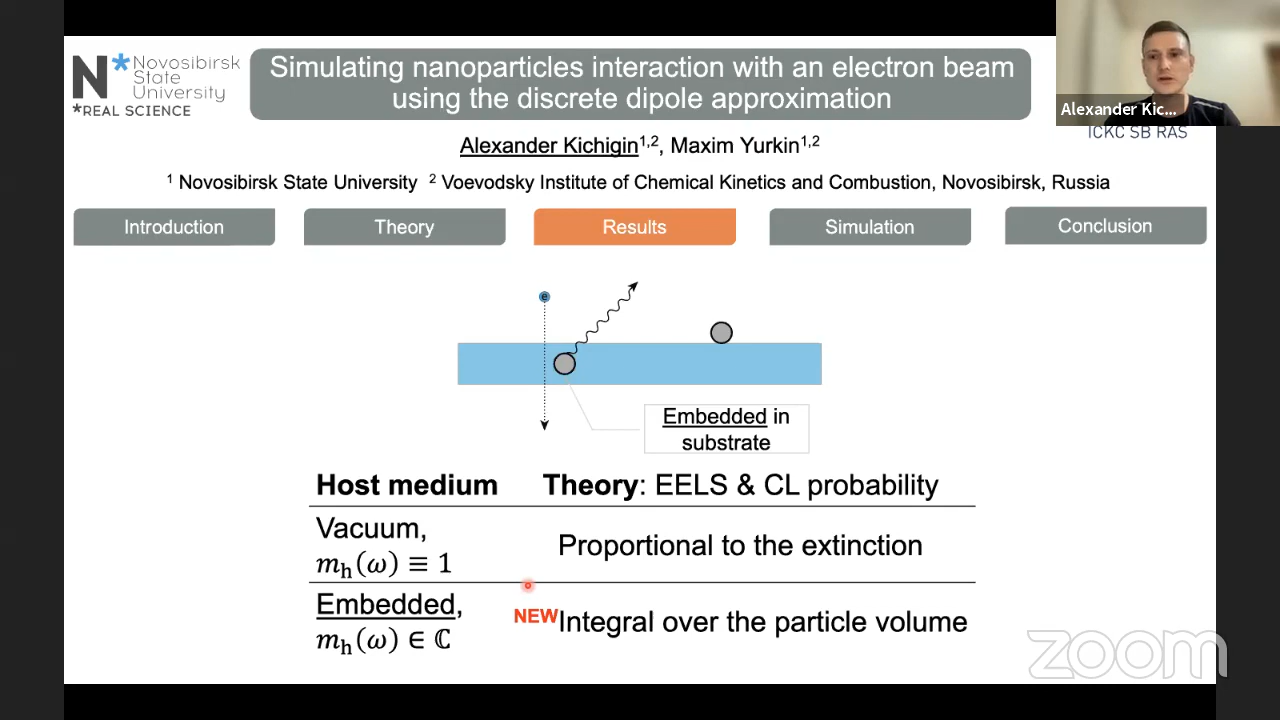 N* Novosibirsk
State
University
*REAL SCIENCE
Simulating nanoparticles interaction with an electron beam
using the discrete dipole approximation
Alexander Kic...
ICKC SB RAS
Alexander Kichigin¹,², Maxim Yurkin¹,²
¹ Novosibirsk State University ² Voevodsky Institute of Chemical Kinetics and Combustion, Novosibirsk, Russia
Introduction
Theory
Results
Simulation
Conclusion
e
Embedded in
substrate
Host medium Theory: EELS & CL probability
Vacuum,
mₕ(ω) ≡ 1
Proportional to the extinction
Embedded,
mₕ(ω) ∈ ℂ
NEW Integral over the particle volume
zoom